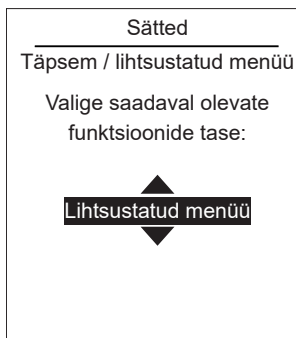 Sätted
Täpsem / lihtsustatud menüü
Valige saadaval olevate
funktsioonide tase:
Lihtsustatud menüü